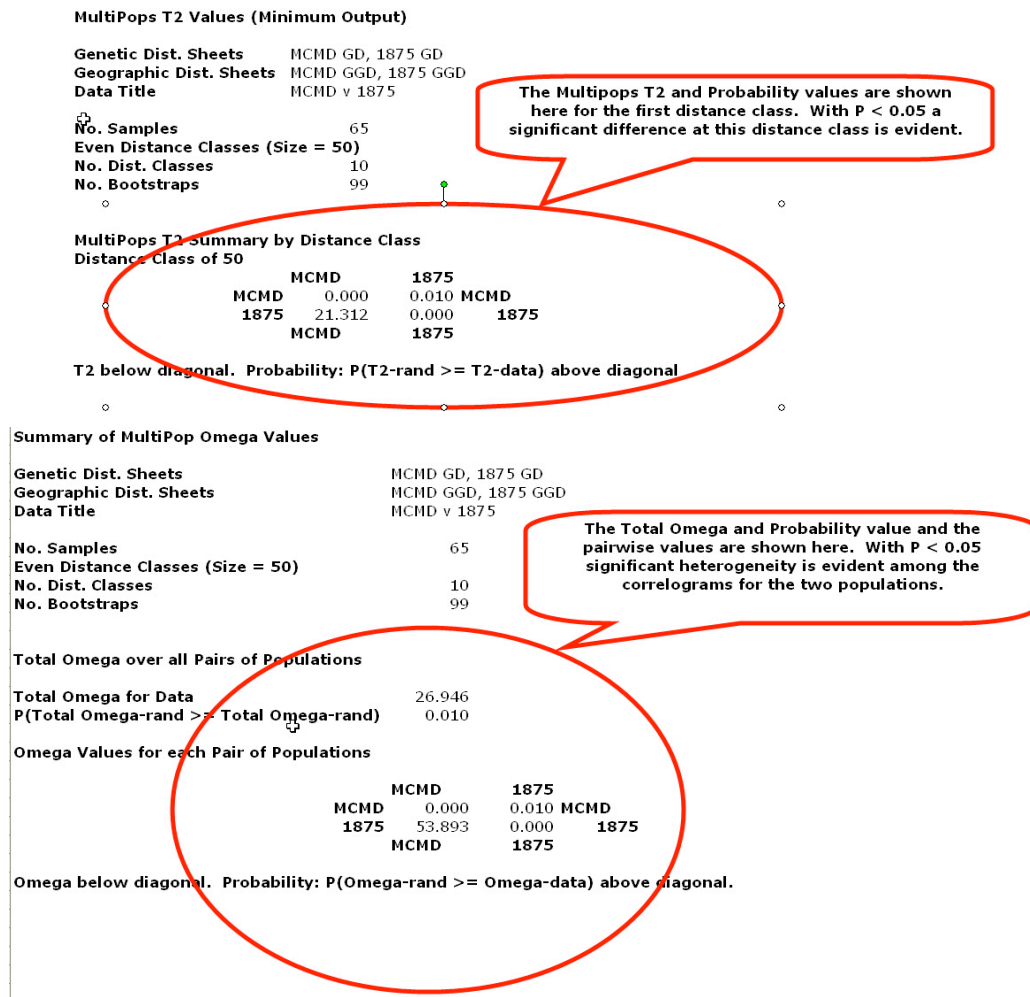 MultiPops T2 Values (Minimum Output)
Genetic Dist. Sheets MCMD GD, 1875 GD
Geographic Dist. Sheets MCMD GGD, 1875 GGD
Data Title MCMD v 1875
No. Samples 65
Even Distance Classes (Size = 50)
No. Dist. Classes 10
No. Bootstraps 99
The Multipops T2 and Probability values are shown
here for the first distance class. With P < 0.05 a
significant difference at this distance class is evident.
MultiPops T2 Summary by Distance Class
Distance Class of 50
MCMD 1875
MCMD 0.000 0.010 MCMD
1875 21.312 0.000 1875
MCMD 1875
T2 below diagonal. Probability: P(T2-rand >= T2-data) above diagonal
Summary of MultiPop Omega Values
Genetic Dist. Sheets MCMD GD, 1875 GD
Geographic Dist. Sheets MCMD GGD, 1875 GGD
Data Title MCMD v 1875
No. Samples 65
Even Distance Classes (Size = 50)
No. Dist. Classes 10
No. Bootstraps 99
The Total Omega and Probability value and the
pairwise values are shown here. With P < 0.05
significant heterogeneity is evident among the
correlograms for the two populations.
Total Omega over all Pairs of Populations
Total Omega for Data 26.946
P(Total Omega-rand >= Total Omega-rand) 0.010
Omega Values for each Pair of Populations
MCMD 1875
MCMD 0.000 0.010 MCMD
1875 53.893 0.000 1875
MCMD 1875
Omega below diagonal. Probability: P(Omega-rand >= Omega-data) above diagonal.